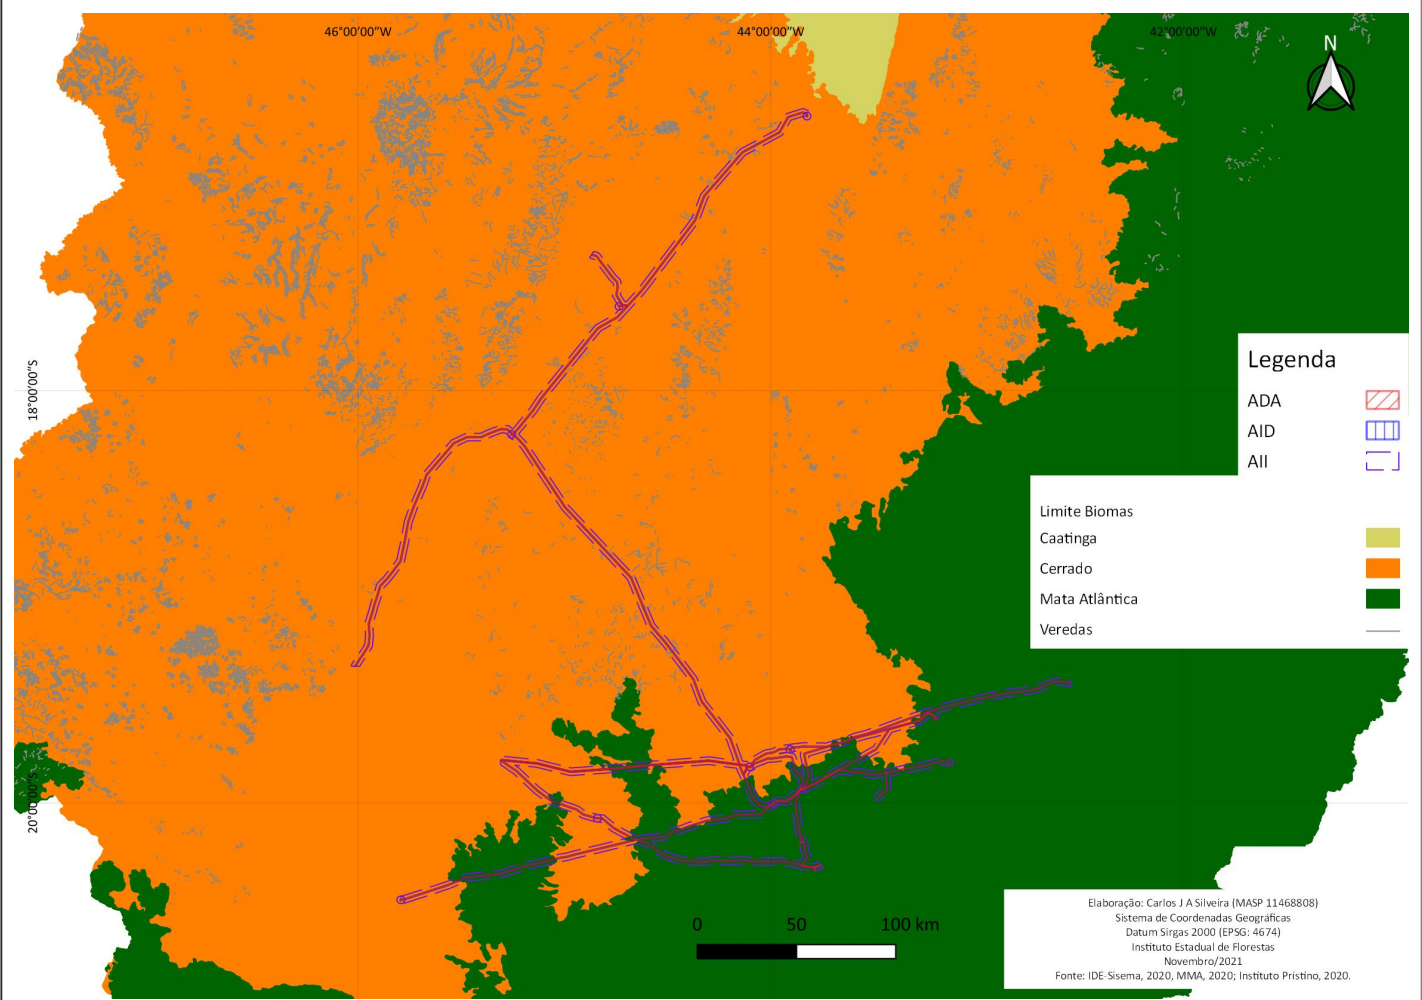 46°00'00"W
44°00'00"W
42°00'00"W
N
18°00'00"S
Legenda
ADA
AID
AII
Limite Biomas
Caatinga
Cerrado
Mata Atlântica
Veredas
20°00'00"S
0 50 100 km
Elaboração: Carlos J A Silveira (MASP 11468808)
Sistema de Coordenadas Geográficas
Datum Sirgas 2000 (EPSG: 4674)
Instituto Estadual de Florestas
Novembro/2021
Fonte: IDE-Sisema, 2020, MMA, 2020; Instituto Prístino, 2020.